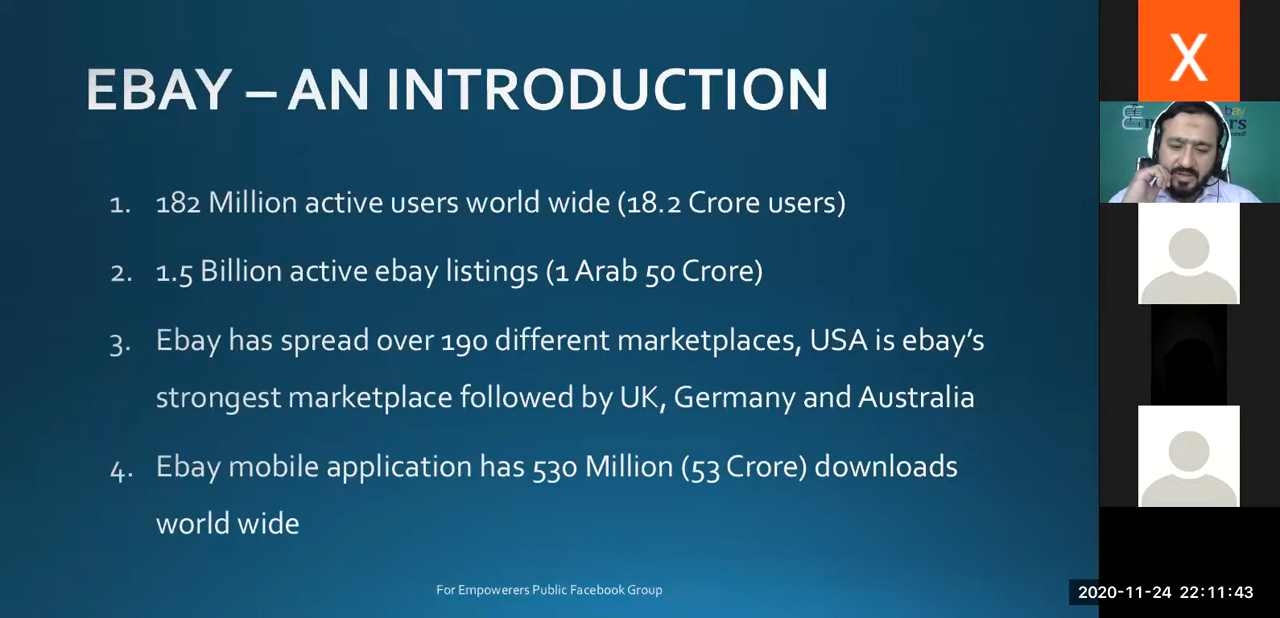 EBAY – AN INTRODUCTION
1. 182 Million active users world wide (18.2 Crore users)
2. 1.5 Billion active ebay listings (1 Arab 50 Crore)
3. Ebay has spread over 190 different marketplaces, USA is ebay’s
strongest marketplace followed by UK, Germany and Australia
4. Ebay mobile application has 530 Million (53 Crore) downloads
world wide
For Empowerers Public Facebook Group
X
ebay
2020-11-24 22:11:43